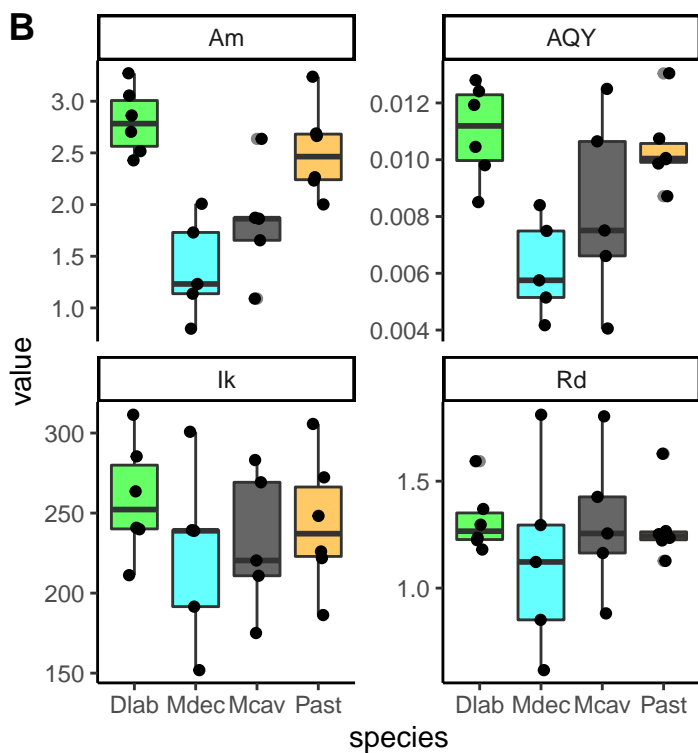 B
Am
AQY
3.0
2.5
2.0
1.5
1.0
0.012
0.010
0.008
0.006
0.004
value
Ik
Rd
300
250
200
150
1.5
1.0
Dlab Mdec Mcav Past
Dlab Mdec Mcav Past
species